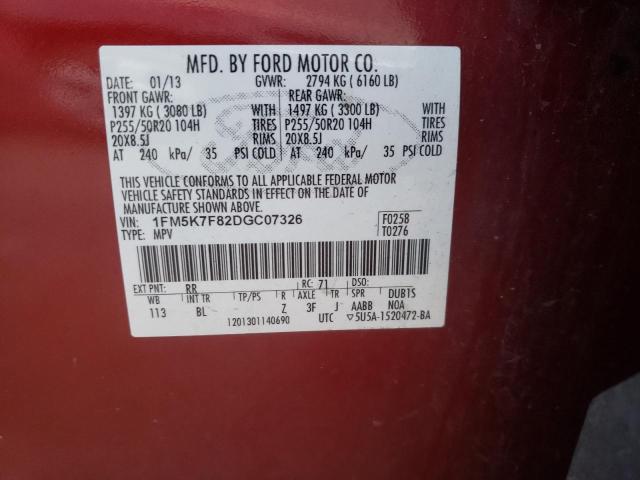 MFD. BY FORD MOTOR CO.
DATE: 01/13 GVWR: 2794 KG ( 6160 LB)
FRONT GAWR: REAR GAWR:
1397 KG ( 3080 LB) WITH 1497 KG ( 3300 LB) WITH
P255/50R20 104H TIRES P255/50R20 104H TIRES
20X8.5J RIMS 20X8.5J RIMS
AT 240 kPa/ 35 PSI COLD AT 240 kPa/ 35 PSI COLD
THIS VEHICLE CONFORMS TO ALL APPLICABLE FEDERAL MOTOR
VEHICLE SAFETY STANDARDS IN EFFECT ON THE DATE OF
MANUFACTURE SHOWN ABOVE.
VIN: 1FM5K7F82DGC07326 F0258
TYPE: MPV T0276
EXT PNT: RR RC: 71 DSO:
WB INT TR TP/PS R AXLE TR SPR DUB1S
113 BL Z 3F J AABB NOA
1201301140690 UTC ▽5U5A-1520472-BA